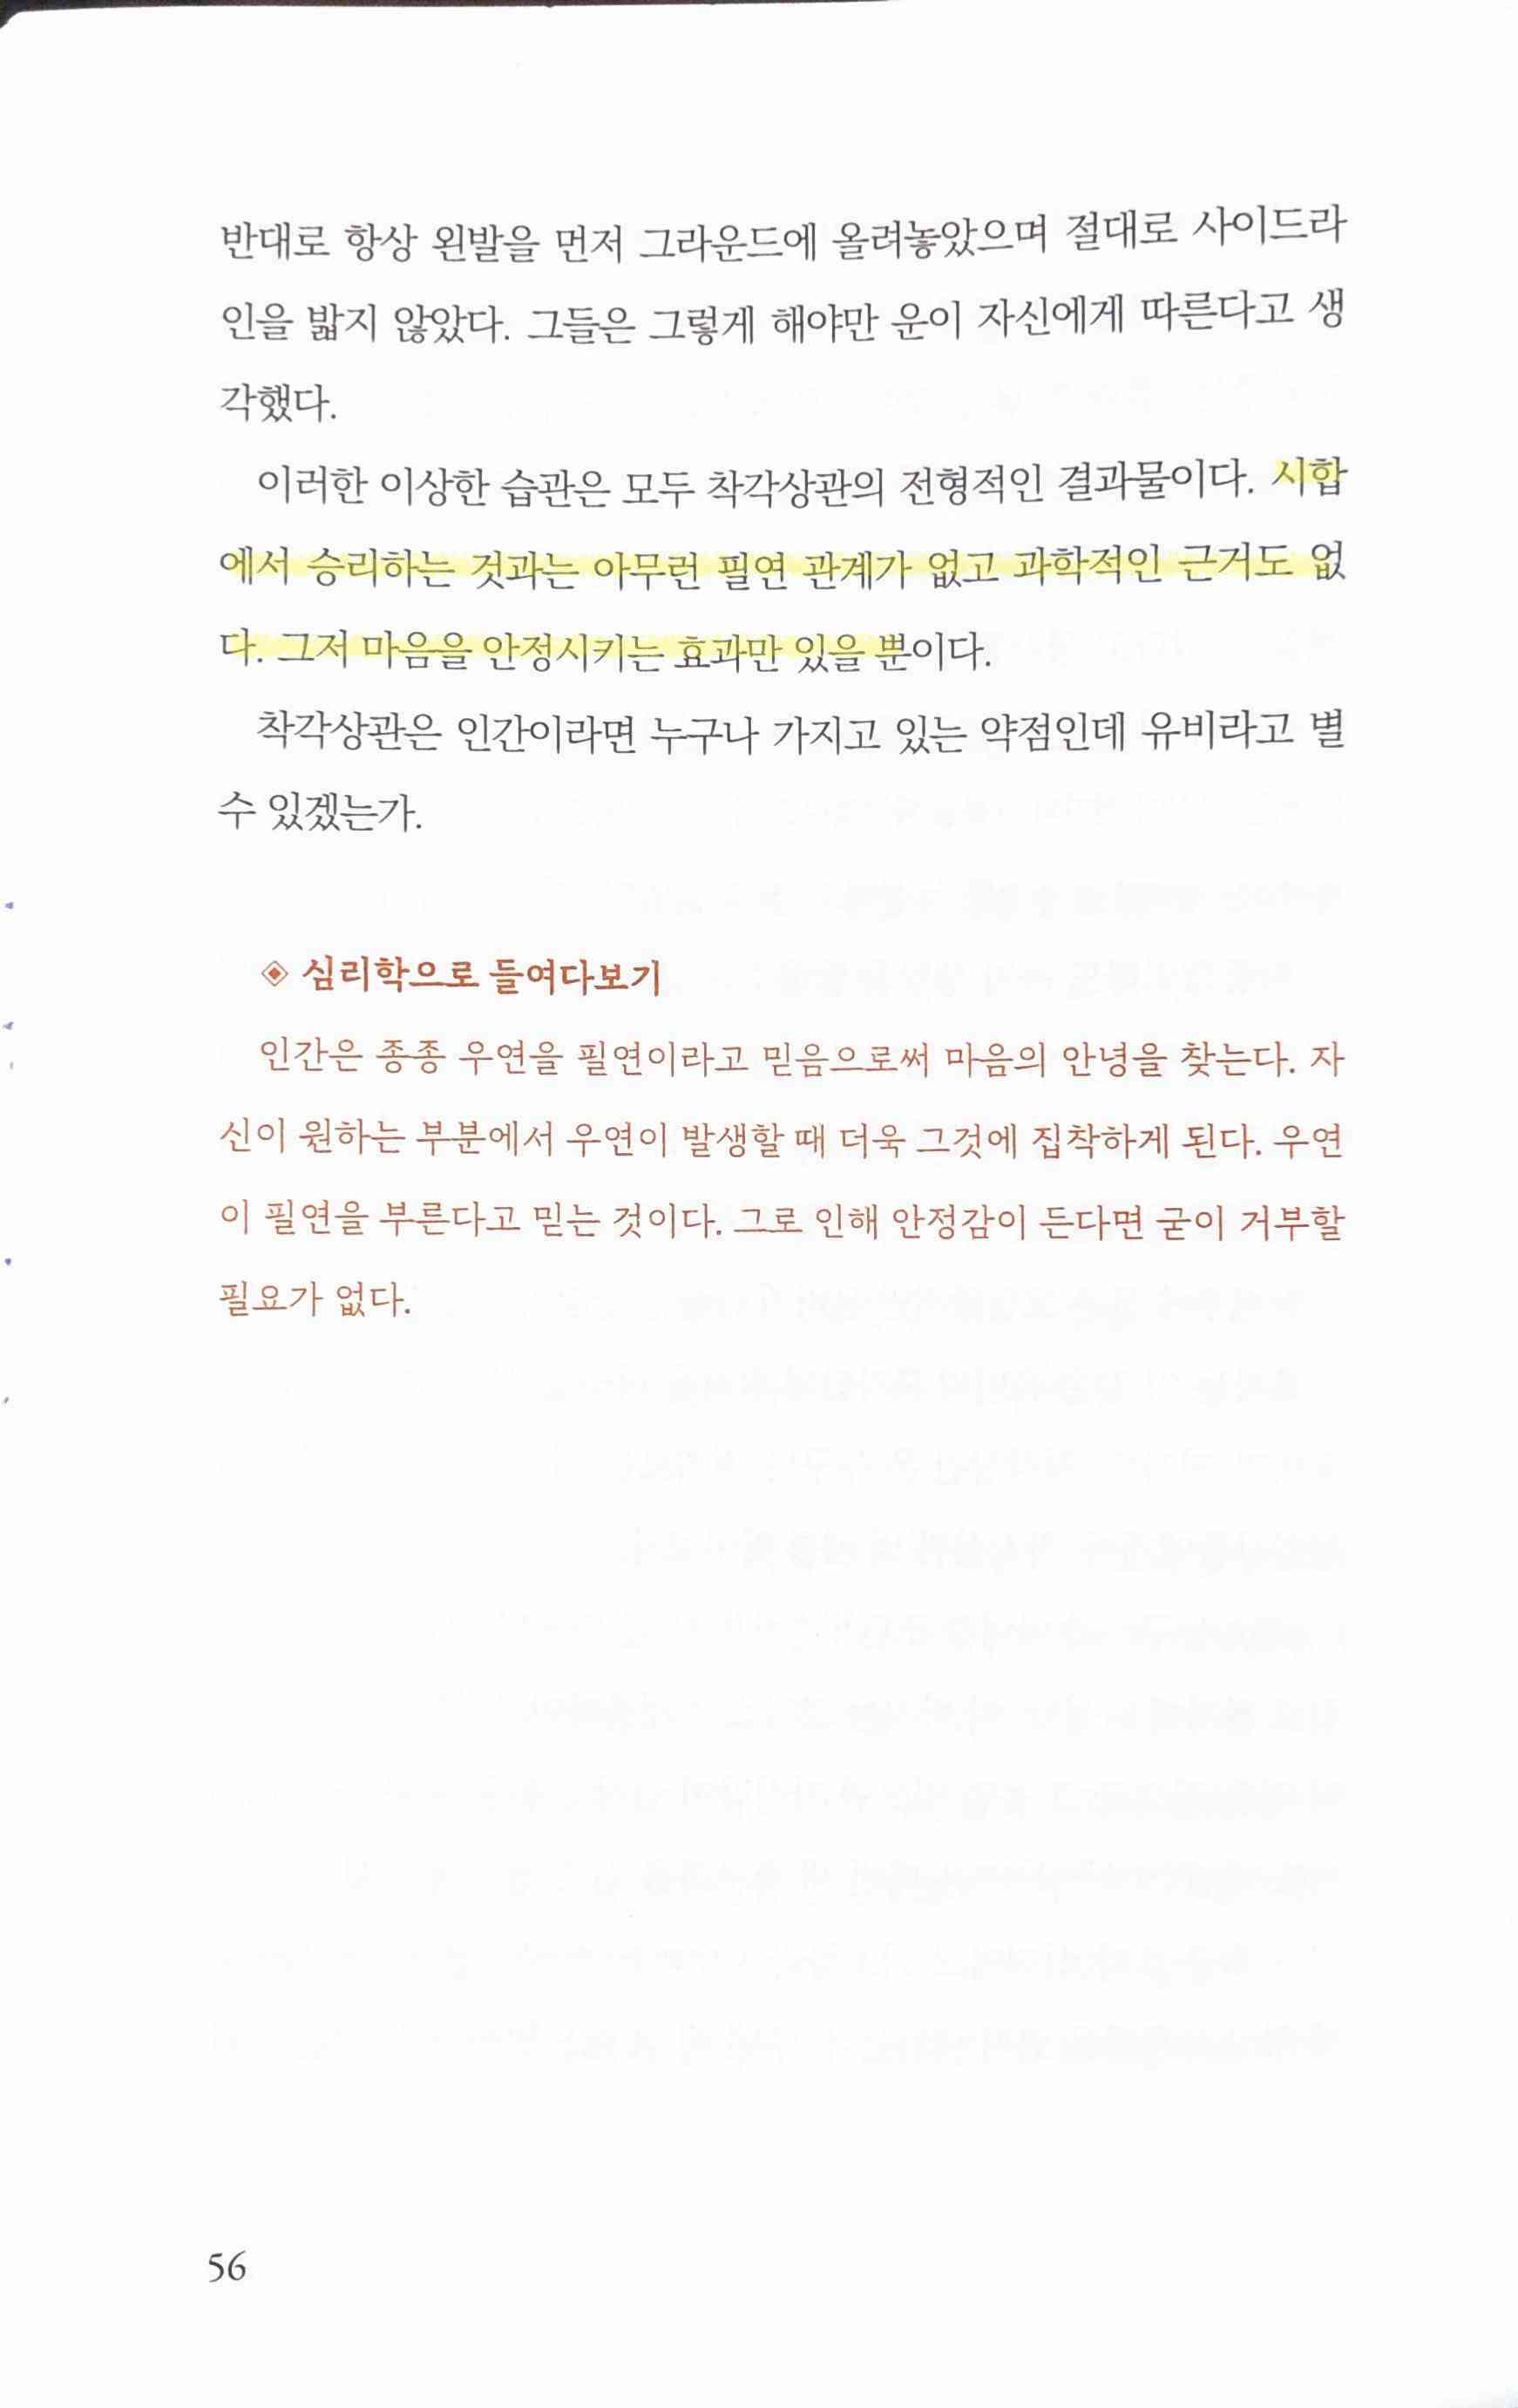 반대로 항상 왼발을 먼저 그라운드에 올려놓았으며 절대로 사이드라
인을 밟지 않았다. 그들은 그렇게 해야만 운이 자신에게 따른다고 생
각했다.
이러한 이상한 습관은 모두 착각상관의 전형적인 결과물이다. 시합
에서 승리하는 것과는 아무런 필연 관계가 없고 과학적인 근거도 없
다. 그저 마음을 안정시키는 효과만 있을 뿐이다.
착각상관은 인간이라면 누구나 가지고 있는 약점인데 유비라고 별
수 있겠는가.
◈ 심리학으로 들여다보기
인간은 종종 우연을 필연이라고 믿음으로써 마음의 안녕을 찾는다. 자
신이 원하는 부분에서 우연이 발생할 때 더욱 그것에 집착하게 된다. 우연
이 필연을 부른다고 믿는 것이다. 그로 인해 안정감이 든다면 굳이 거부할
필요가 없다.
56